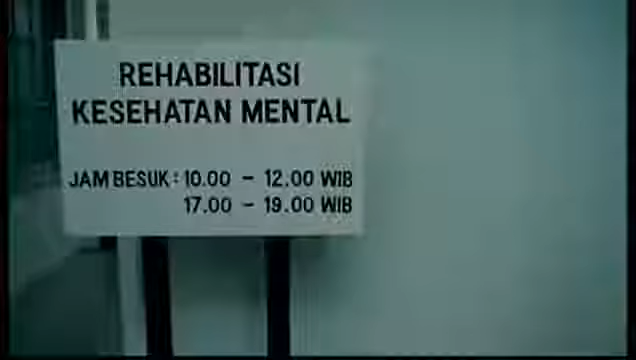 REHABILITASI
KESEHATAN MENTAL
JAM BESUK : 10.00 - 12.00 WIB
17.00 - 19.00 WIB